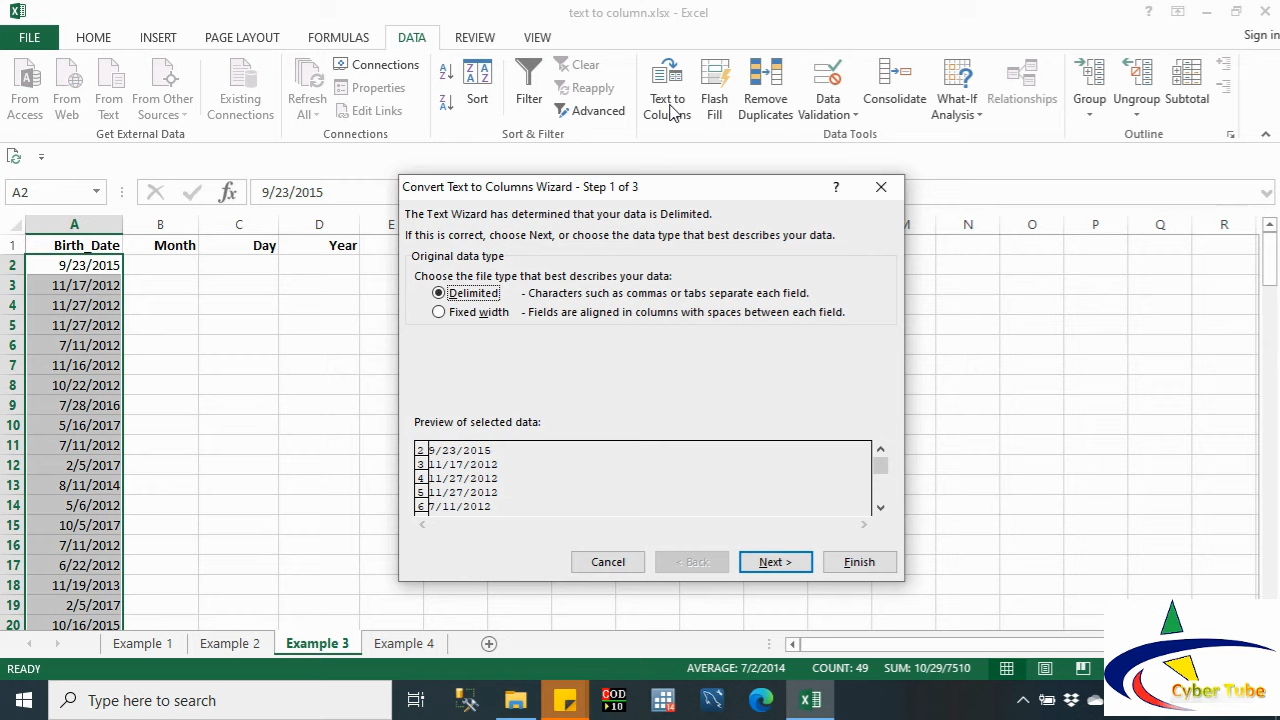 text to column.xlsx - Excel
?
Sign in
FILE HOME INSERT PAGE LAYOUT FORMULAS DATA REVIEW VIEW
From Access
From Web
From Text
From Other Sources
Existing Connections
Get External Data
Refresh All
Connections
Properties
Edit Links
Connections
Sort
Filter
Clear
Reapply
Advanced
Sort & Filter
Text to Columns
Flash Fill
Remove Duplicates
Data Validation
Consolidate
What-If Analysis
Relationships
Data Tools
Group
Ungroup
Subtotal
Outline
A2
fx
9/23/2015
A B C D E M N O P Q R
1 Birth_Date Month Day Year
2 9/23/2015
3 11/17/2012
4 11/27/2012
5 11/27/2012
6 7/11/2012
7 11/16/2012
8 10/22/2012
9 7/28/2016
10 5/16/2017
11 7/11/2012
12 2/5/2017
13 8/11/2014
14 5/6/2012
15 10/5/2017
16 7/11/2012
17 6/22/2012
18 11/19/2013
19 2/5/2017
20 10/16/2015
Convert Text to Columns Wizard - Step 1 of 3
?
The Text Wizard has determined that your data is Delimited.
If this is correct, choose Next, or choose the data type that best describes your data.
Original data type
Choose the file type that best describes your data:
Delimited - Characters such as commas or tabs separate each field.
Fixed width - Fields are aligned in columns with spaces between each field.
Preview of selected data:
2 9/23/2015
3 11/17/2012
4 11/27/2012
5 11/27/2012
6 7/11/2012
Cancel < Back Next > Finish
Example 1 Example 2 Example 3 Example 4
READY
AVERAGE: 7/2/2014 COUNT: 49 SUM: 10/29/7510
Type here to search
Cyber Tube